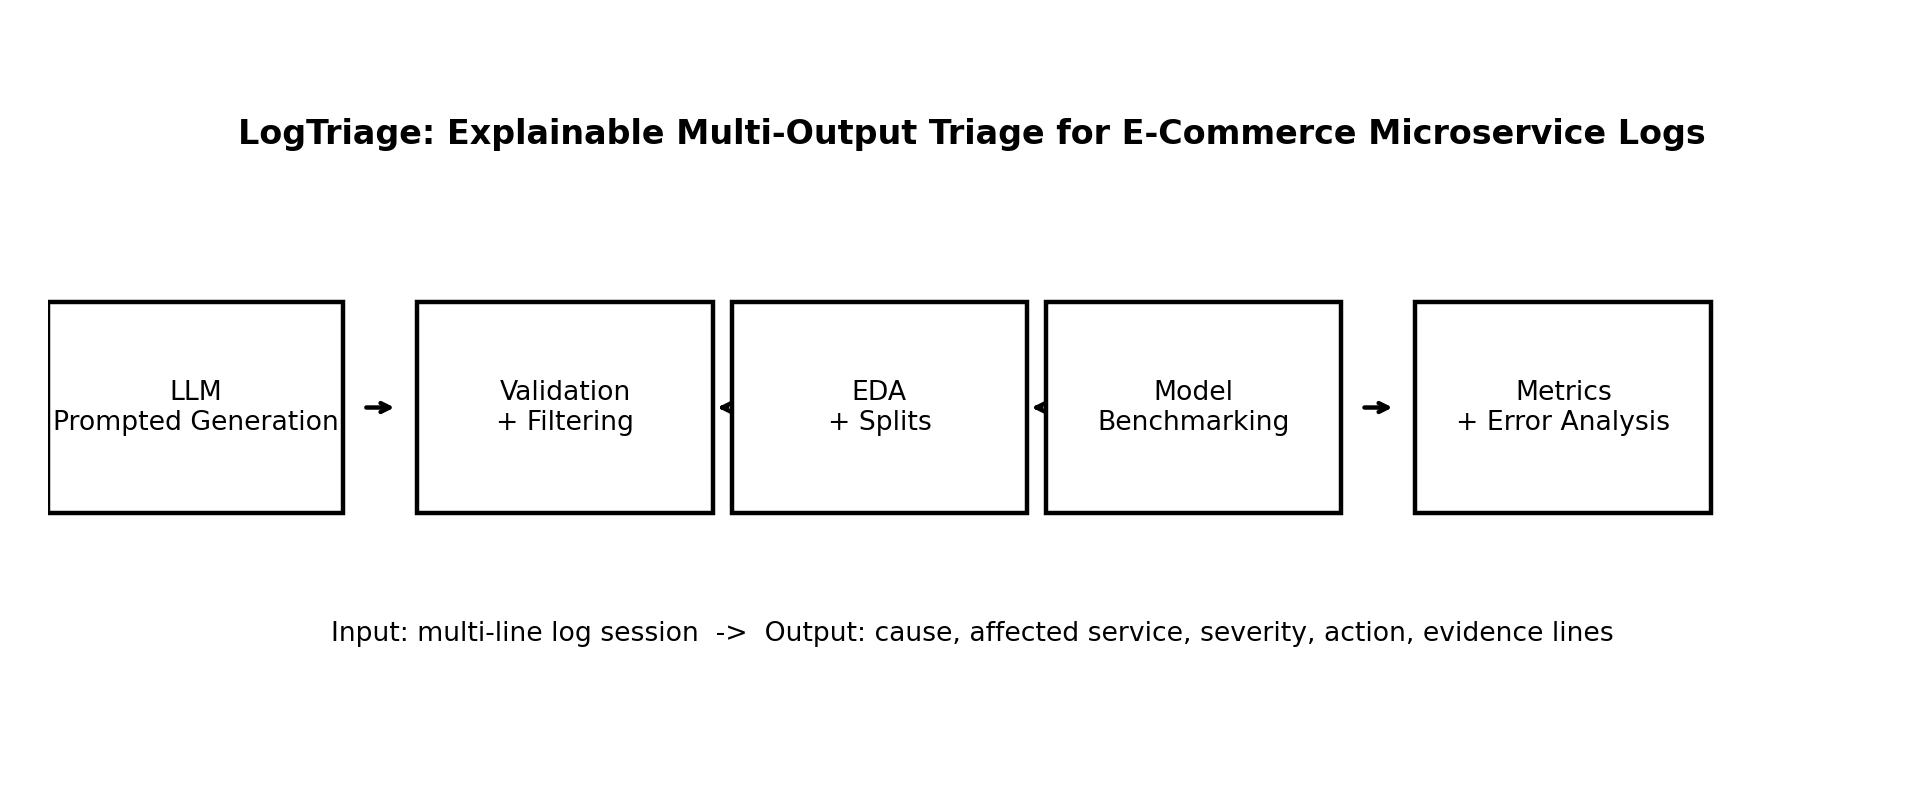 LogTriage: Explainable Multi-Output Triage for E-Commerce Microservice Logs
LLM
Prompted Generation
Validation
+ Filtering
EDA
+ Splits
Model
Benchmarking
Metrics
+ Error Analysis
Input: multi-line log session  ->  Output: cause, affected service, severity, action, evidence lines